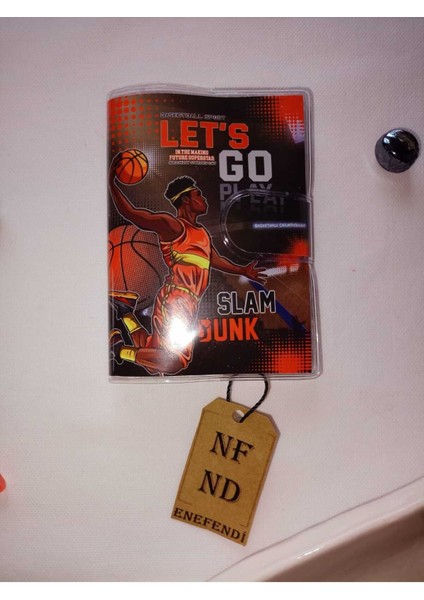 BASKETBALL SPORT
LET'S
IN THE MAKING
FUTURE SUPERSTAR
GO
PLAY
SLAM
DUNK
NF
ND
ENEFENDİ